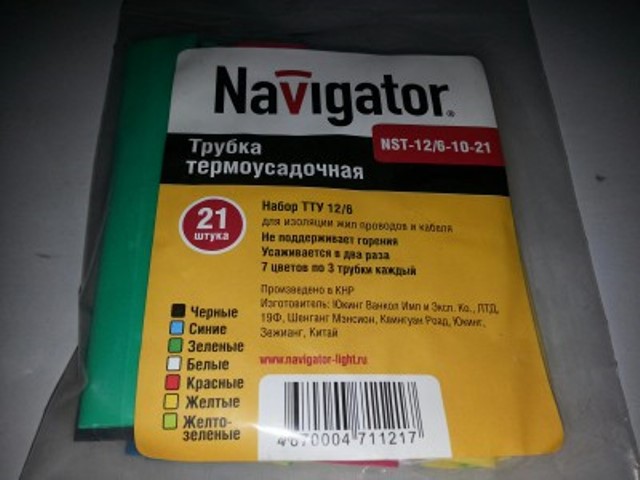 Navigator®
Трубка
термоусадочная
NST-12/6-10-21
21
штука
Набор ТТУ 12/6
для изоляции жил проводов и кабеля
Не поддерживает горения
Усаживается в два раза
7 цветов по 3 трубки каждый
Произведено в КНР
Изготовитель: Юкинг Ванкол Имп и Эксп. Ко., ЛТД,
19Ф, Шенганг Мэнсион, Кайнгуан Роад, Юкинг,
Зежианг, Китай
www.navigator-light.ru
Черные
Синие
Зеленые
Белые
Красные
Желтые
Желто-
зеленые
4 670004 711217